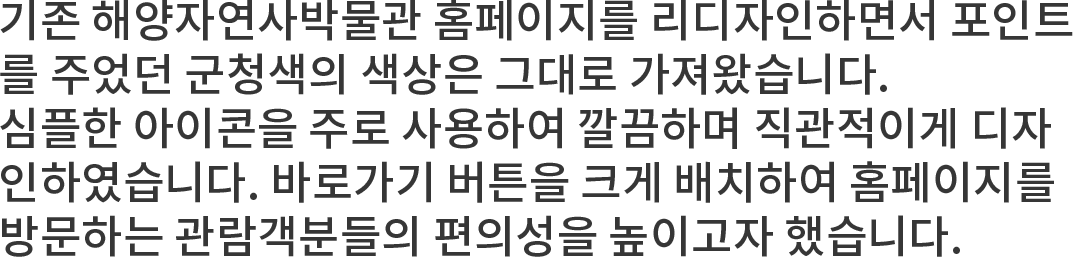 기존 해양자연사박물관 홈페이지를 리디자인하면서 포인트
를 주었던 군청색의 색상은 그대로 가져왔습니다.
심플한 아이콘을 주로 사용하여 깔끔하며 직관적이게 디자
인하였습니다. 바로가기 버튼을 크게 배치하여 홈페이지를
방문하는 관람객분들의 편의성을 높이고자 했습니다.